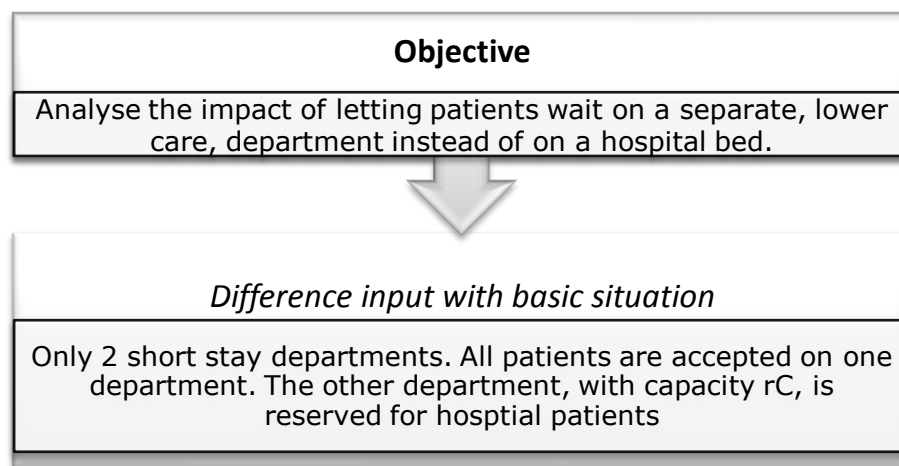 Objective
Analyse the impact of letting patients wait on a separate, lower
care, department instead of on a hospital bed.
Difference input with basic situation
Only 2 short stay departments. All patients are accepted on one
department. The other department, with capacity rC, is
reserved for hosptial patients